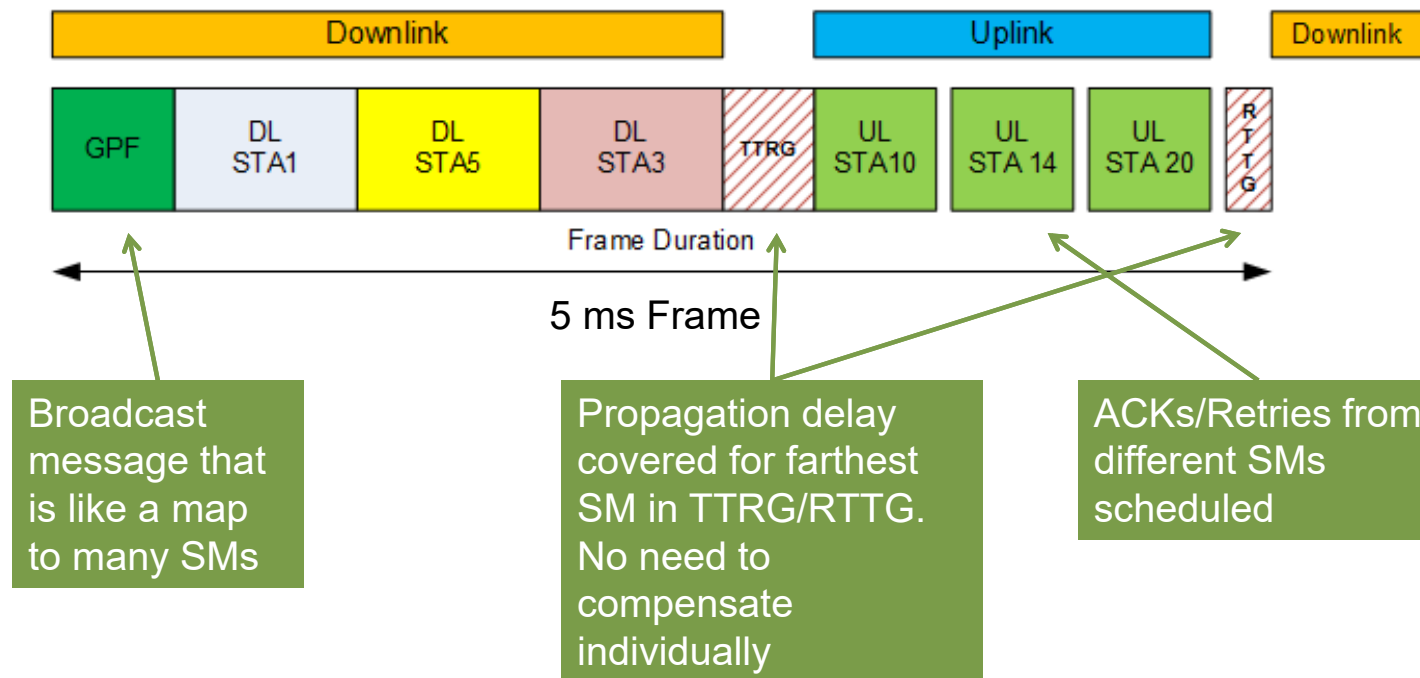 Downlink
Uplink
Downlink
GPF
DL
STA1
DL
STA5
DL
STA3
TTRG
UL
STA10
UL
STA 14
UL
STA 20
RTTG
Frame Duration
5 ms Frame
Broadcast
message that
is like a map
to many SMs
Propagation delay
covered for farthest
SM in TTRG/RTTG.
No need to
compensate
individually
ACKs/Retries from
different SMs
scheduled